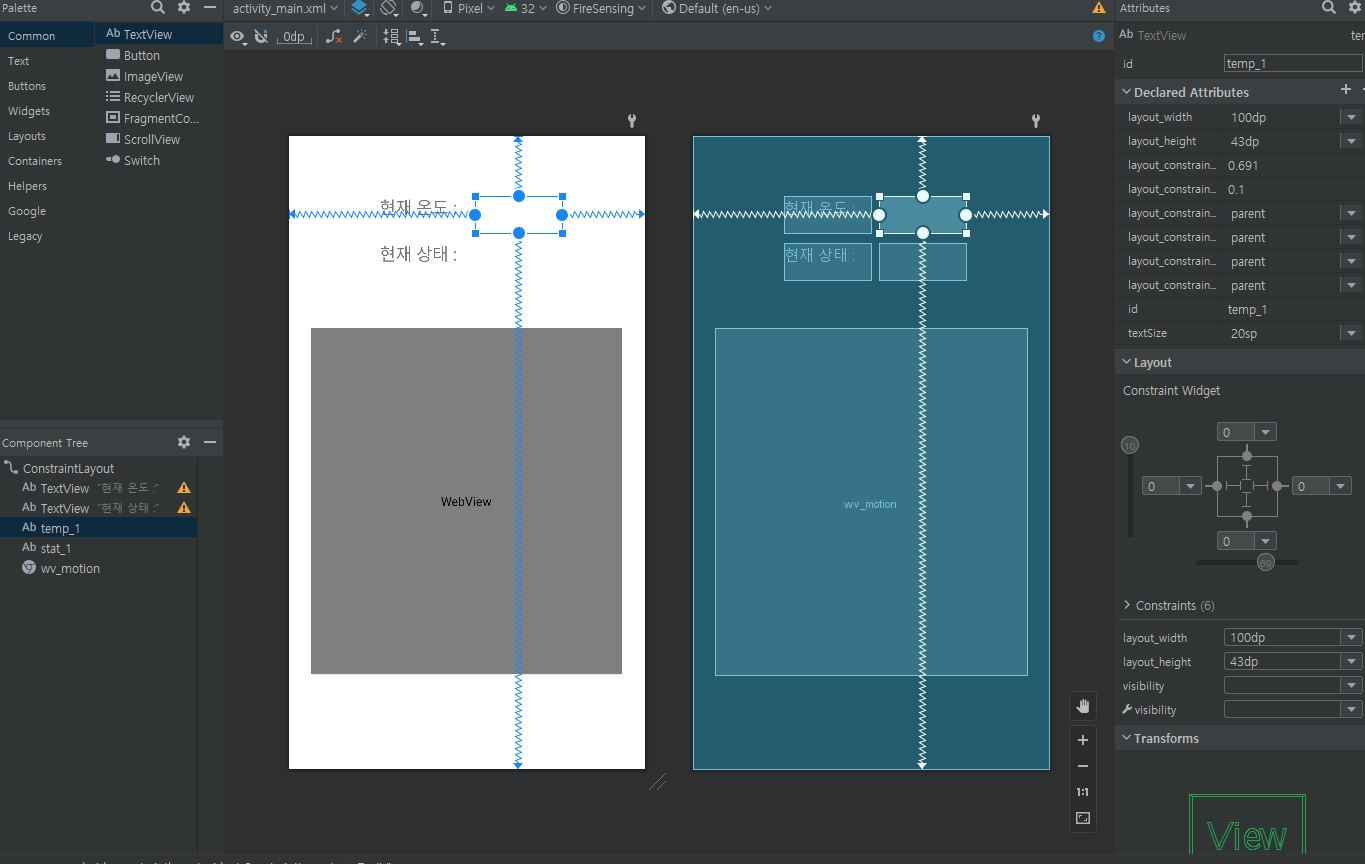 Palette
activity_main.xml
Pixel
32
FireSensing
Default (en-us)
Attributes
Common
Text
Buttons
Widgets
Layouts
Containers
Helpers
Google
Legacy
Ab TextView
Button
ImageView
RecyclerView
FragmentCo...
ScrollView
Switch
0dp
?
현재 온도 :
현재 상태 :
WebView
현재 온도 :
현재 상태 :
wv_motion
1:1
Component Tree
ConstraintLayout
Ab TextView "현재 온도 :"
Ab TextView "현재 상태 :"
Ab temp_1
Ab stat_1
wv_motion
Ab TextView
id temp_1
Declared Attributes
layout_width 100dp
layout_height 43dp
layout_constrain... 0.691
layout_constrain... 0.1
layout_constrain... parent
layout_constrain... parent
layout_constrain... parent
layout_constrain... parent
id temp_1
textSize 20sp
Layout
Constraint Widget
0
10
0 0
0
69
Constraints (6)
layout_width 100dp
layout_height 43dp
visibility
visibility
Transforms
View